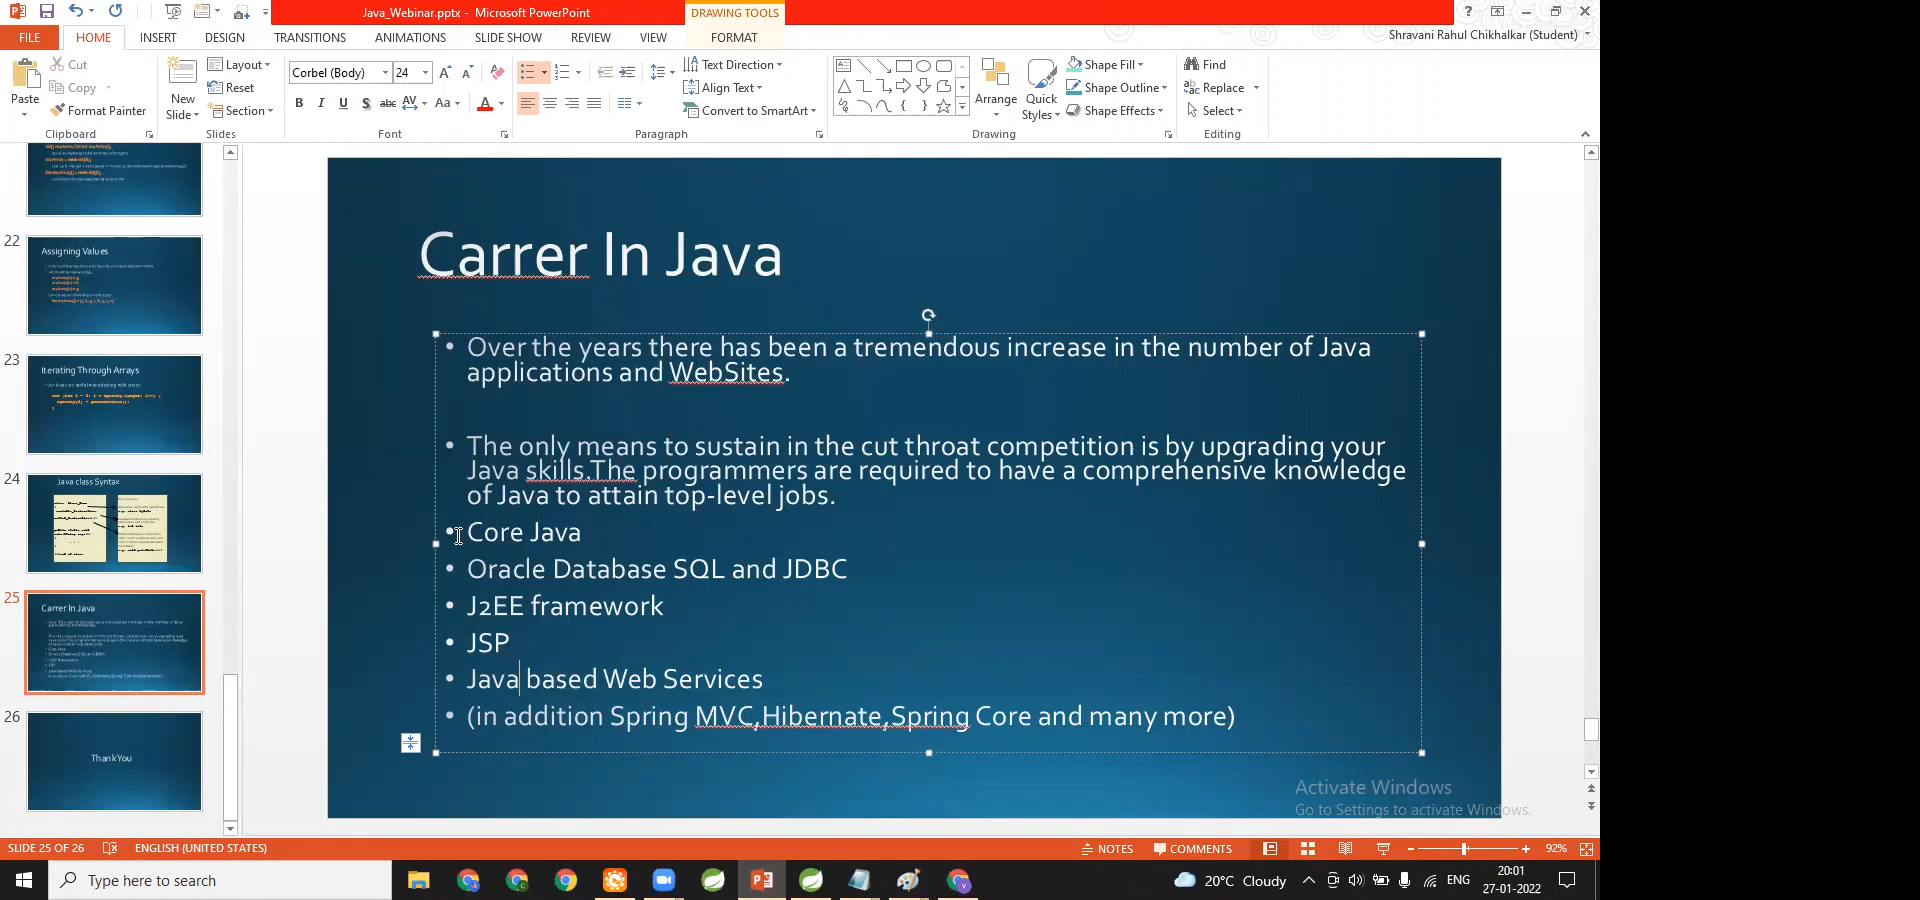 Java_Webinar.pptx - Microsoft PowerPoint
DRAWING TOOLS
?
FILE HOME INSERT DESIGN TRANSITIONS ANIMATIONS SLIDE SHOW REVIEW VIEW FORMAT
Shravani Rahul Chikhalkar (Student)
Paste
Cut
Copy
Format Painter
Clipboard
New
Slide
Layout
Reset
Section
Slides
Corbel (Body) 24
B I U S abc AV Aa A
Font
Text Direction
Align Text
Convert to SmartArt
Paragraph
Arrange
Quick
Styles
Shape Fill
Shape Outline
Shape Effects
Drawing
Find
Replace
Select
Editing
22
Assigning Values
23
Iterating Through Arrays
24
Java class Syntax
25
Carrer In Java
26
Thank You
Carrer In Java
• Over the years there has been a tremendous increase in the number of Java
applications and WebSites.
• The only means to sustain in the cut throat competition is by upgrading your
Java skills.The programmers are required to have a comprehensive knowledge
of Java to attain top-level jobs.
• Core Java
• Oracle Database SQL and JDBC
• J2EE framework
• JSP
• Java based Web Services
• (in addition Spring MVC,Hibernate,Spring Core and many more)
Activate Windows
Go to Settings to activate Windows.
SLIDE 25 OF 26 ENGLISH (UNITED STATES) NOTES COMMENTS 92%
Type here to search
20°C Cloudy
ENG
20:01
27-01-2022